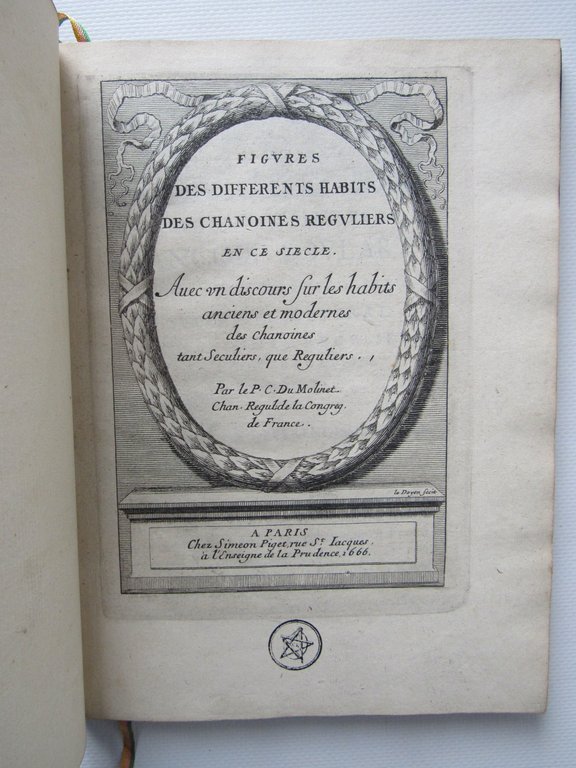 FIGVRES
DES DIFFERENTS HABITS
DES CHANOINES REGVLIERS
EN CE SIECLE.
Auec vn discours sur les habits
anciens et modernes
des Chanoines
tant Seculiers, que Reguliers.,
Par le P. C. Du Molinet.
Chan. Regul. de la Congreg.
de France..
le Doyen fecit
A PARIS
Chez Simeon Piget, rue St. Iacques,
à l'Enseigne de la Prudence, 1666.